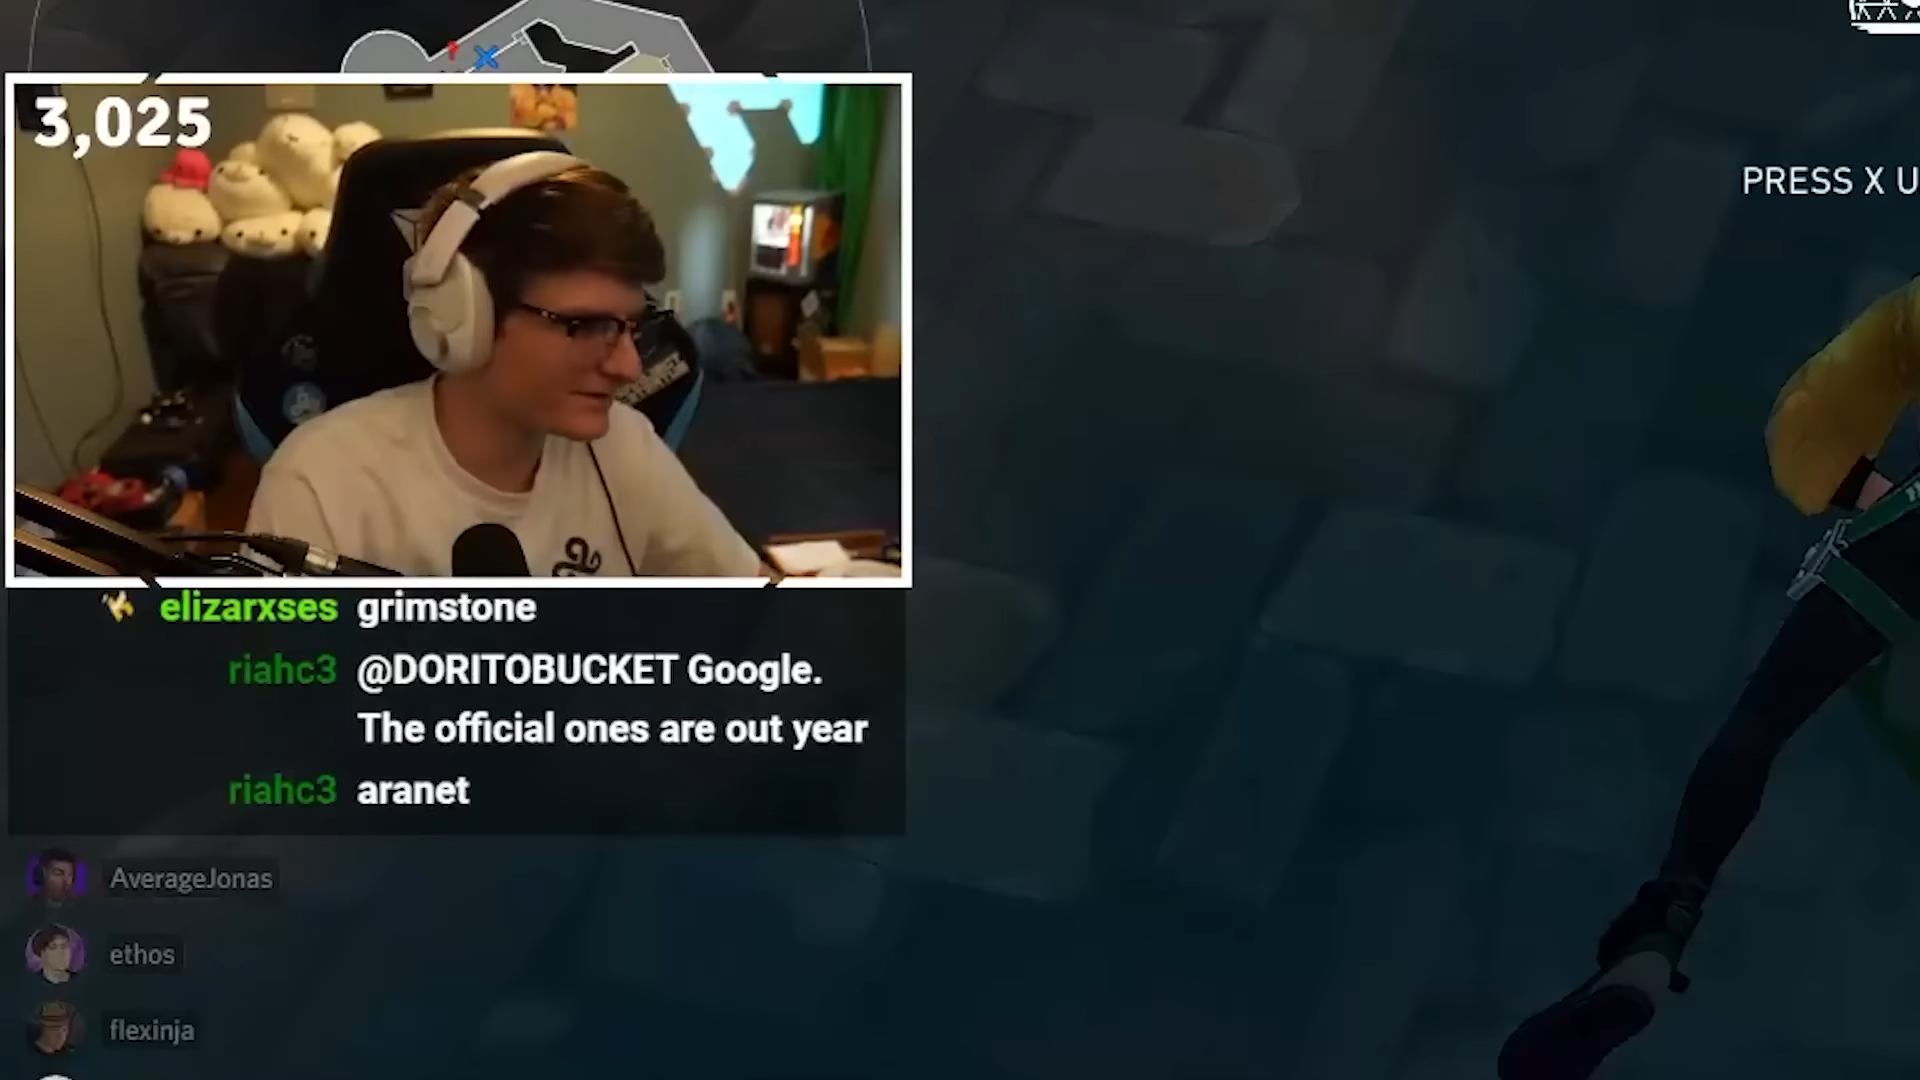 3,025
PRESS X U
elizarxses grimstone
riahc3 @DORITOBUCKET Google.
The official ones are out year
riahc3 aranet
AverageJonas
ethos
flexinja